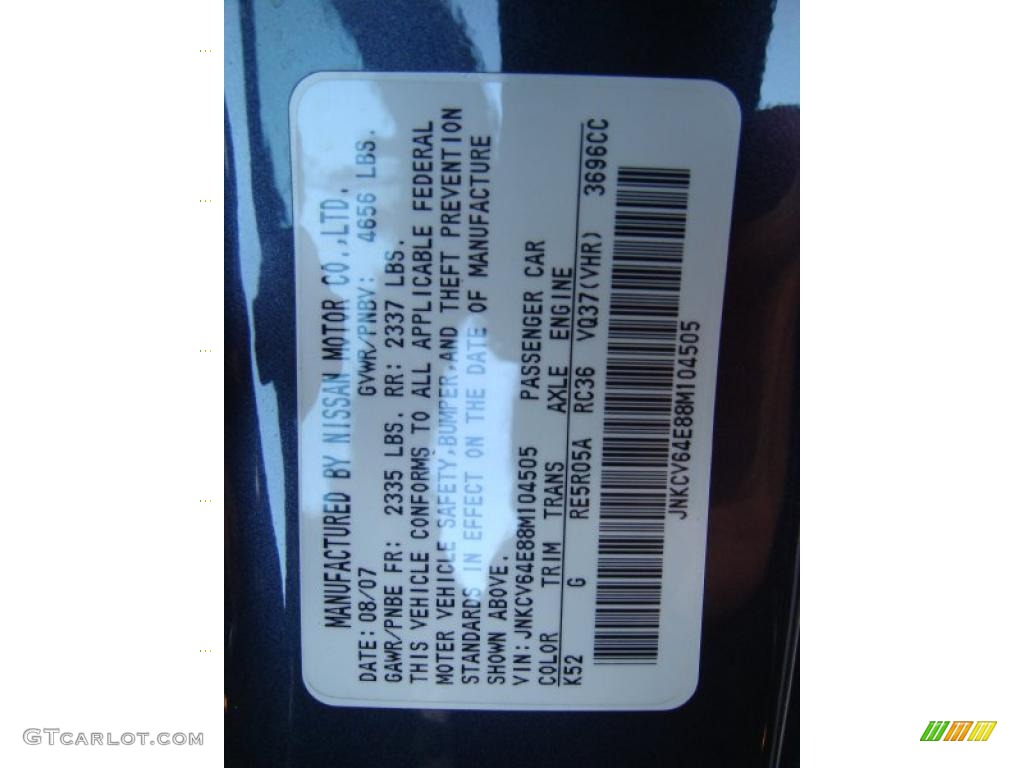 MANUFACTURED BY NISSAN MOTOR CO.,LTD.
DATE: 08/07 GVWR/PNBV: 4656 LBS.
GAWR/PNBE FR: 2335 LBS. RR: 2337 LBS.
THIS VEHICLE CONFORMS TO ALL APPLICABLE FEDERAL
MOTER VEHICLE SAFETY,BUMPER,AND THEFT PREVENTION
STANDARDS IN EFFECT ON THE DATE OF MANUFACTURE
SHOWN ABOVE.
VIN: JNKCV64E88M104505 PASSENGER CAR
COLOR TRIM TRANS AXLE ENGINE
K52 G RE5R05A RC36 VQ37(VHR) 3696CC
JNKCV64E88M104505
GTCARLOT.COM